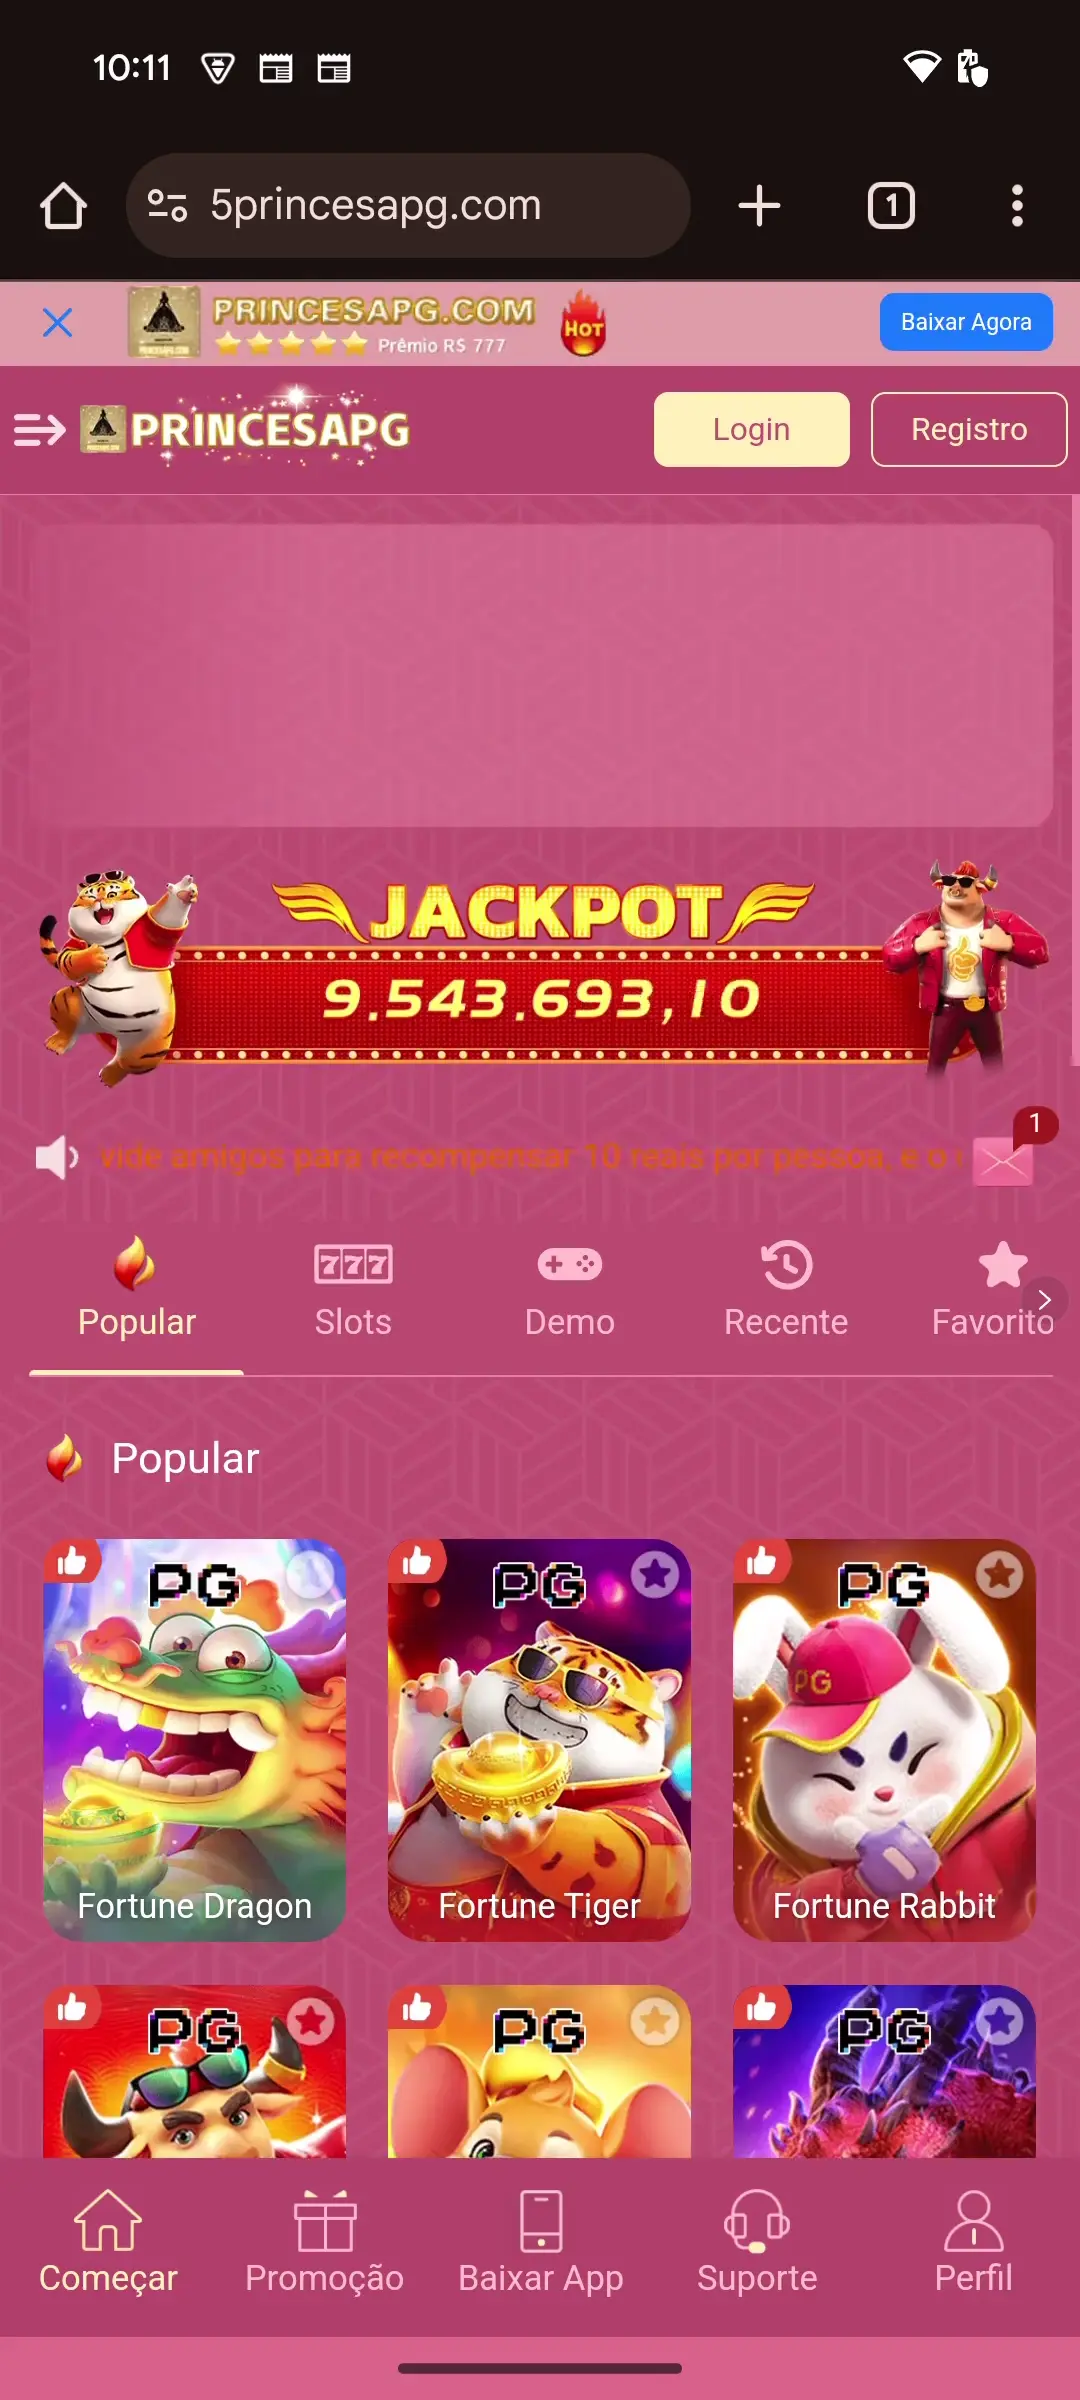 10:11
5princesapg.com
1
PRINCESAPG.COM
Prêmio R$ 777
HOT
Baixar Agora
PRINCESAPG
Login
Registro
JACKPOT
9.543.693,10
vide amigos para recompensar 10 reais por pessoa, e o
1
Popular
777
Slots
Demo
Recente
Favorito
Popular
PG
PG
PG
PG
Fortune Dragon
Fortune Tiger
Fortune Rabbit
PG
PG
PG
Começar
Promoção
Baixar App
Suporte
Perfil